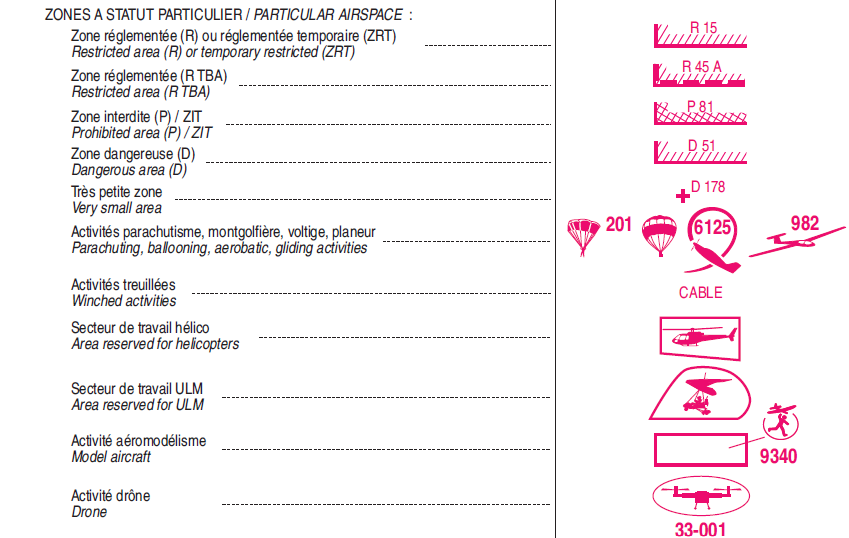 ZONES A STATUT PARTICULIER / PARTICULAR AIRSPACE :
Zone réglementée (R) ou réglementée temporaire (ZRT)
Restricted area (R) or temporary restricted (ZRT)
R 15
Zone réglementée (R TBA)
Restricted area (R TBA)
R 45 A
Zone interdite (P) / ZIT
Prohibited area (P) / ZIT
P 81
Zone dangereuse (D)
Dangerous area (D)
D 51
Très petite zone
Very small area
D 178
Activités parachutisme, montgolfière, voltige, planeur
Parachuting, ballooning, aerobatic, gliding activities
201
6125
982
Activités treuillées
Winched activities
CABLE
Secteur de travail hélico
Area reserved for helicopters
Secteur de travail ULM
Area reserved for ULM
Activité aéromodélisme
Model aircraft
9340
Activité drône
Drone
33-001